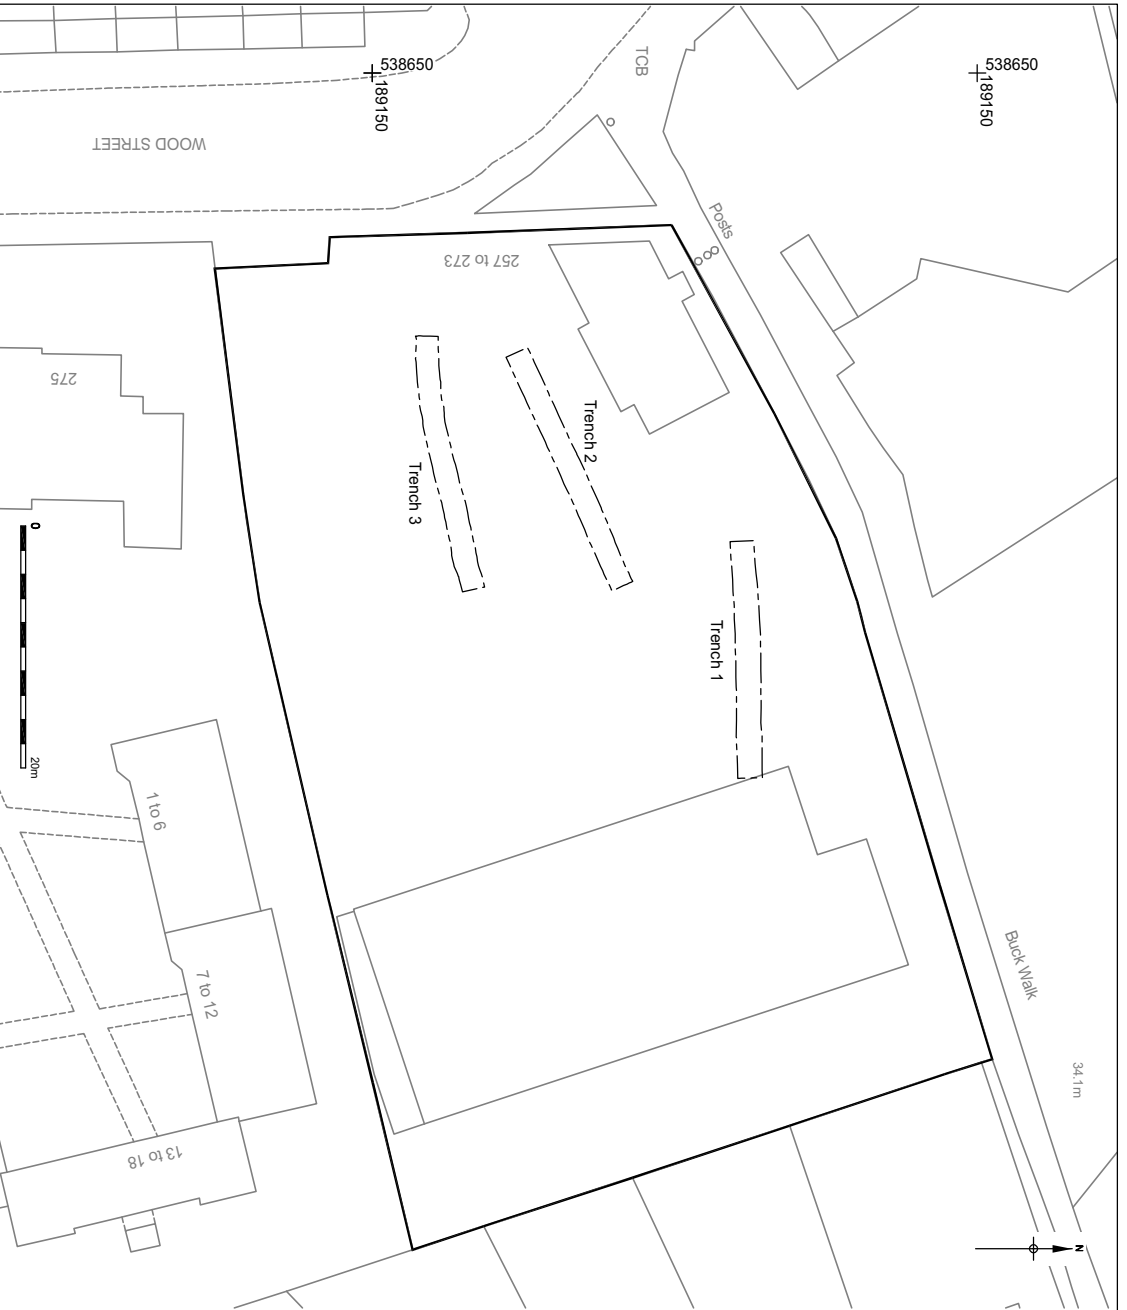 538650
189150
538650
189150
TCB
WOOD STREET
Posts
257 to 273
275
Trench 2
Trench 3
Trench 1
0
20m
1 to 6
7 to 12
13 to 18
Buck Walk
34.1m
N